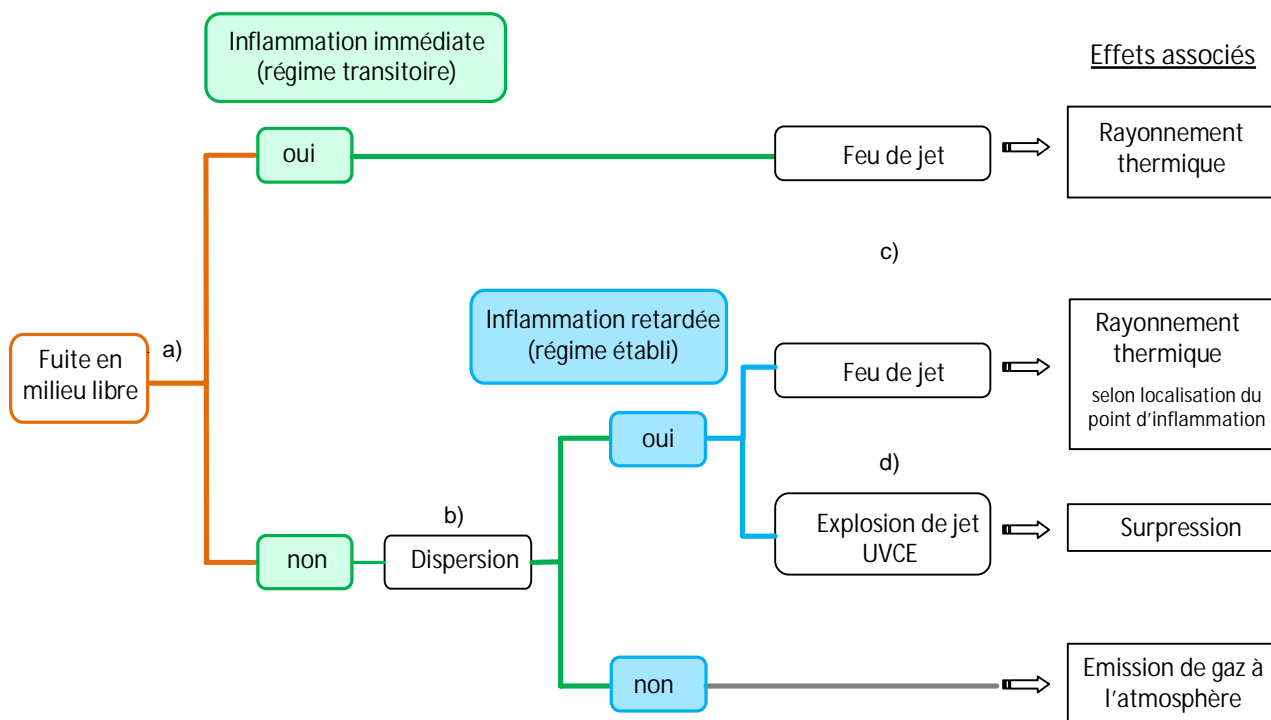 Inflammation immédiate
(régime transitoire)
Effets associés
oui
Feu de jet
Rayonnement
thermique
c)
Inflammation retardée
(régime établi)
Rayonnement
thermique
selon localisation du
point d'inflammation
a)
Fuite en
milieu libre
Feu de jet
oui
d)
b)
Explosion de jet
UVCE
Surpression
non
Dispersion
non
Emission de gaz à
l'atmosphère